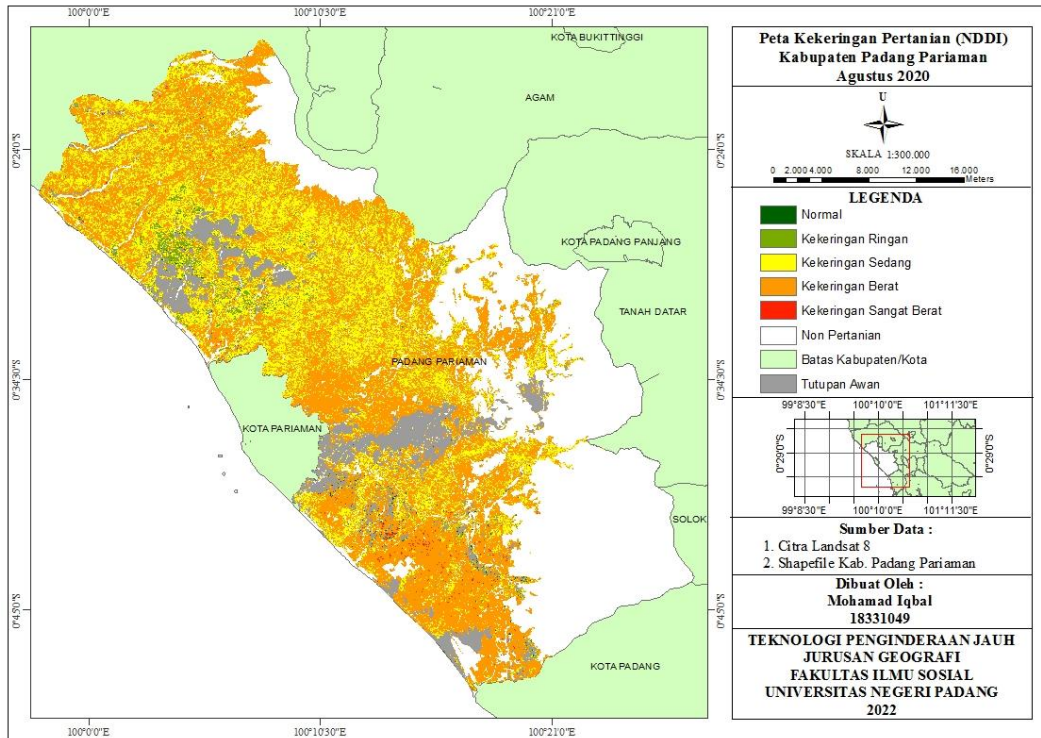 Peta Kekeringan Pertanian (NDDI)
Kabupaten Padang Pariaman
Agustus 2020
U
SKALA 1:300.000
0 2.000 4.000 8.000 12.000 16.000
Meters
LEGENDA
Normal
Kekeringan Ringan
Kekeringan Sedang
Kekeringan Berat
Kekeringan Sangat Berat
Non Pertanian
Batas Kabupaten/Kota
Tutupan Awan
99°8'30"E 100°10'0"E 101°11'30"E
0°29'0"S 0°29'0"S
99°8'30"E 100°10'0"E 101°11'30"E
Sumber Data :
1. Citra Landsat 8
2. Shapefile Kab. Padang Pariaman
Dibuat Oleh :
Mohamad Iqbal
18331049
TEKNOLOGI PENGINDERAAN JAUH
JURUSAN GEOGRAFI
FAKULTAS ILMU SOSIAL
UNIVERSITAS NEGERI PADANG
2022
100°0'0"E 100°10'30"E 100°21'0"E
KOTA BUKITTINGGI
AGAM
0°24'0"S 0°24'0"S
KOTA PADANG PANJANG
TANAH DATAR
PADANG PARIAMAN
0°34'30"S 0°34'30"S
KOTA PARIAMAN
SOLOK
0°45'0"S 0°45'0"S
KOTA PADANG
100°0'0"E 100°10'30"E 100°21'0"E